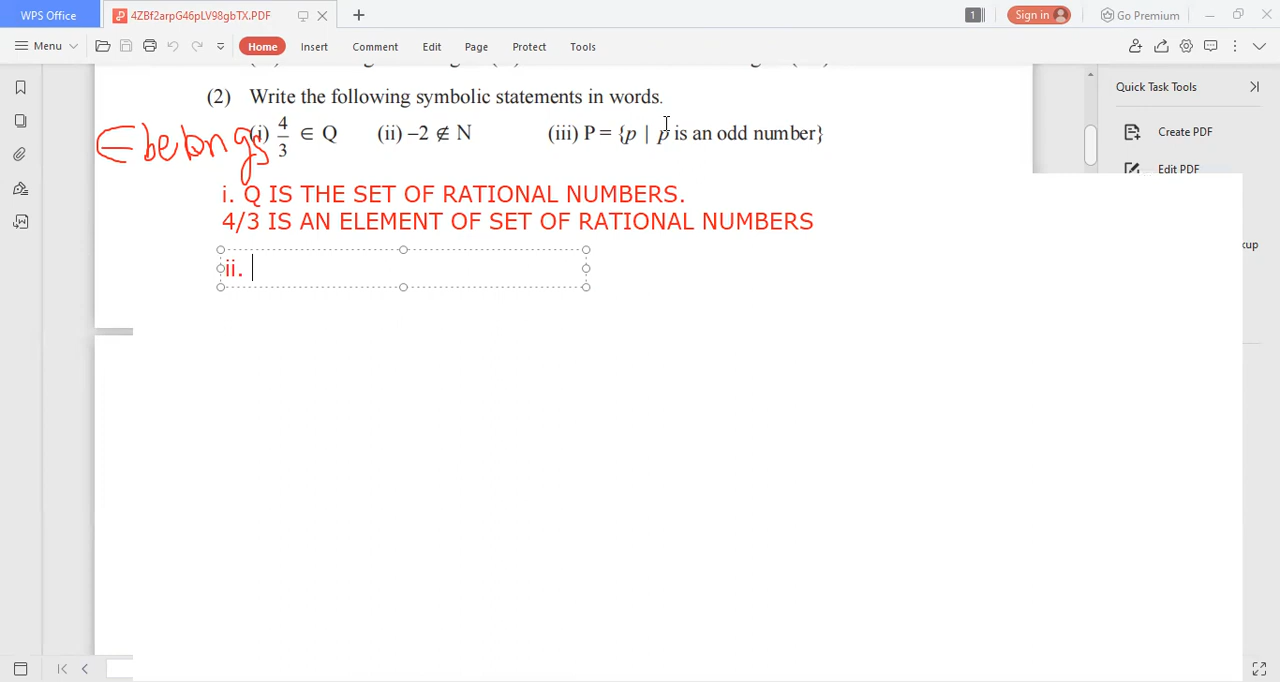 WPS Office
4ZBf2arpG46pLV98gbTX.PDF
1
Sign in
Go Premium
Menu
Home
Insert
Comment
Edit
Page
Protect
Tools
Quick Task Tools
(2) Write the following symbolic statements in words.
(i) 4/3 ∈ Q (ii) –2 ∉ N (iii) P = {p | p is an odd number}
∈ belongs
Create PDF
Edit PDF
i. Q IS THE SET OF RATIONAL NUMBERS.
4/3 IS AN ELEMENT OF SET OF RATIONAL NUMBERS
ii.